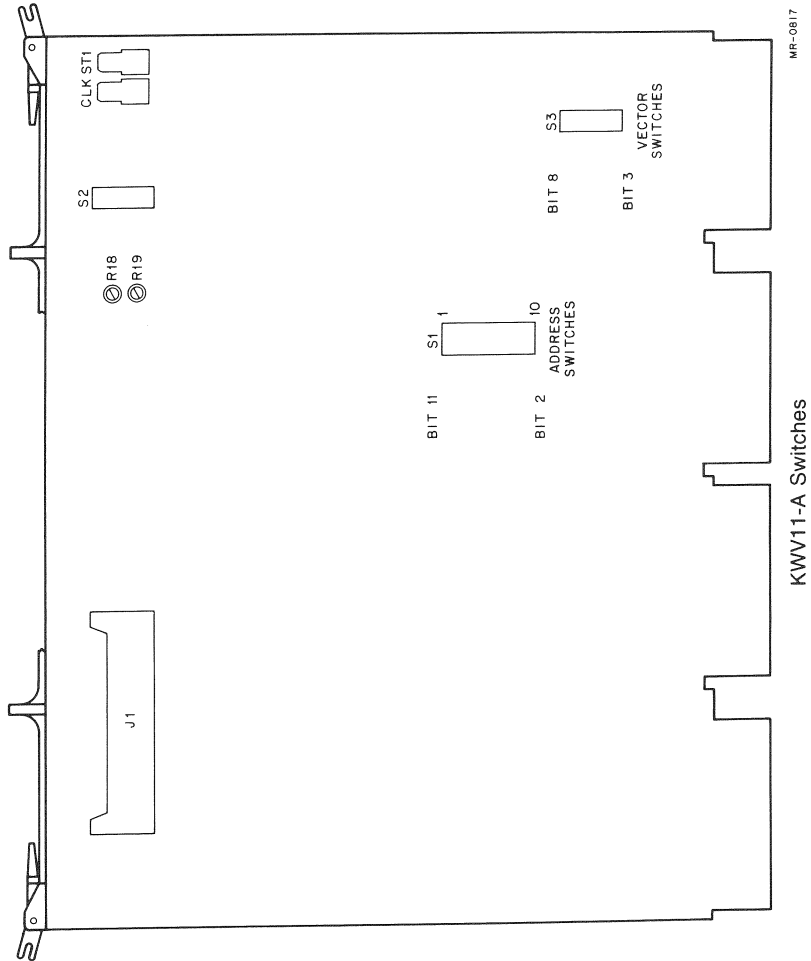 CLK ST1
S2
R18
R19
S3
BIT 8
BIT 3
VECTOR
SWITCHES
S1
1
10
BIT 11
BIT 2
ADDRESS
SWITCHES
J1
MR-0817
KWV11-A Switches